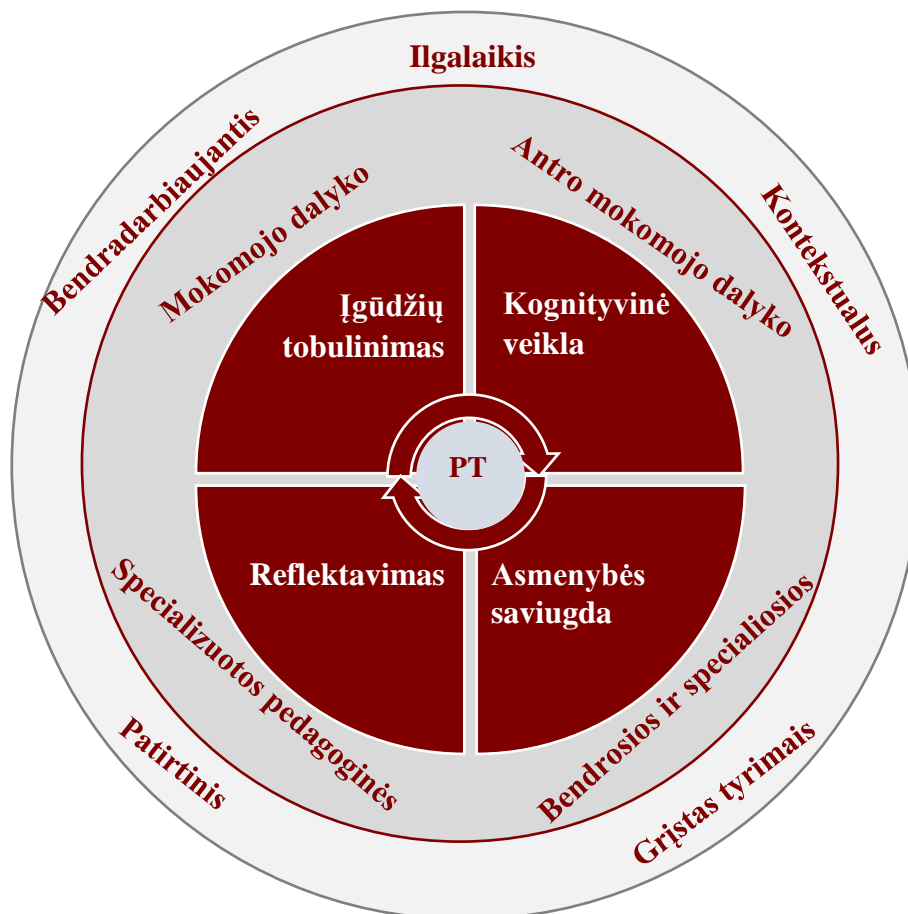 Ilgalaikis
Bendradarbiaujantis
Kontekstualus
Mokomojo dalyko
Antro mokomojo dalyko
Įgūdžių
tobulinimas
Kognityvinė
veikla
PT
Reflektavimas
Asmenybės
saviugda
Specializuotos pedagoginės
Bendrosios ir specialiosios
Patirtinis
Grįstas tyrimais